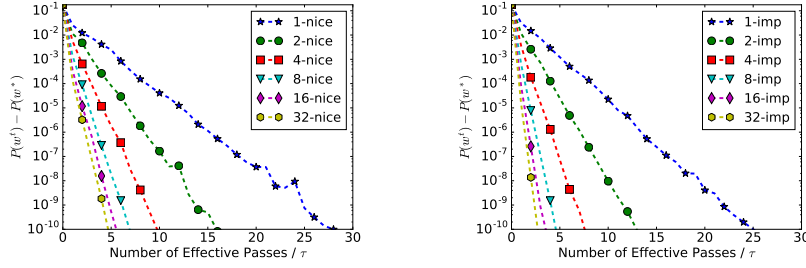 10^-1
10^-2
10^-3
10^-4
10^-5
10^-6
10^-7
10^-8
10^-9
10^-10
P(w^t) − P(w^*)
0 5 10 15 20 25 30
Number of Effective Passes / τ
1-nice
2-nice
4-nice
8-nice
16-nice
32-nice
10^-1
10^-2
10^-3
10^-4
10^-5
10^-6
10^-7
10^-8
10^-9
10^-10
P(w^t) − P(w^*)
0 5 10 15 20 25 30
Number of Effective Passes / τ
1-imp
2-imp
4-imp
8-imp
16-imp
32-imp